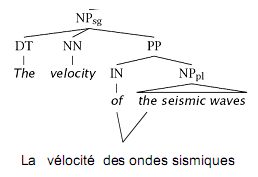 NPsg
DT NN PP
The velocity IN NPpl
of the seismic waves
La vélocité des ondes sismiques